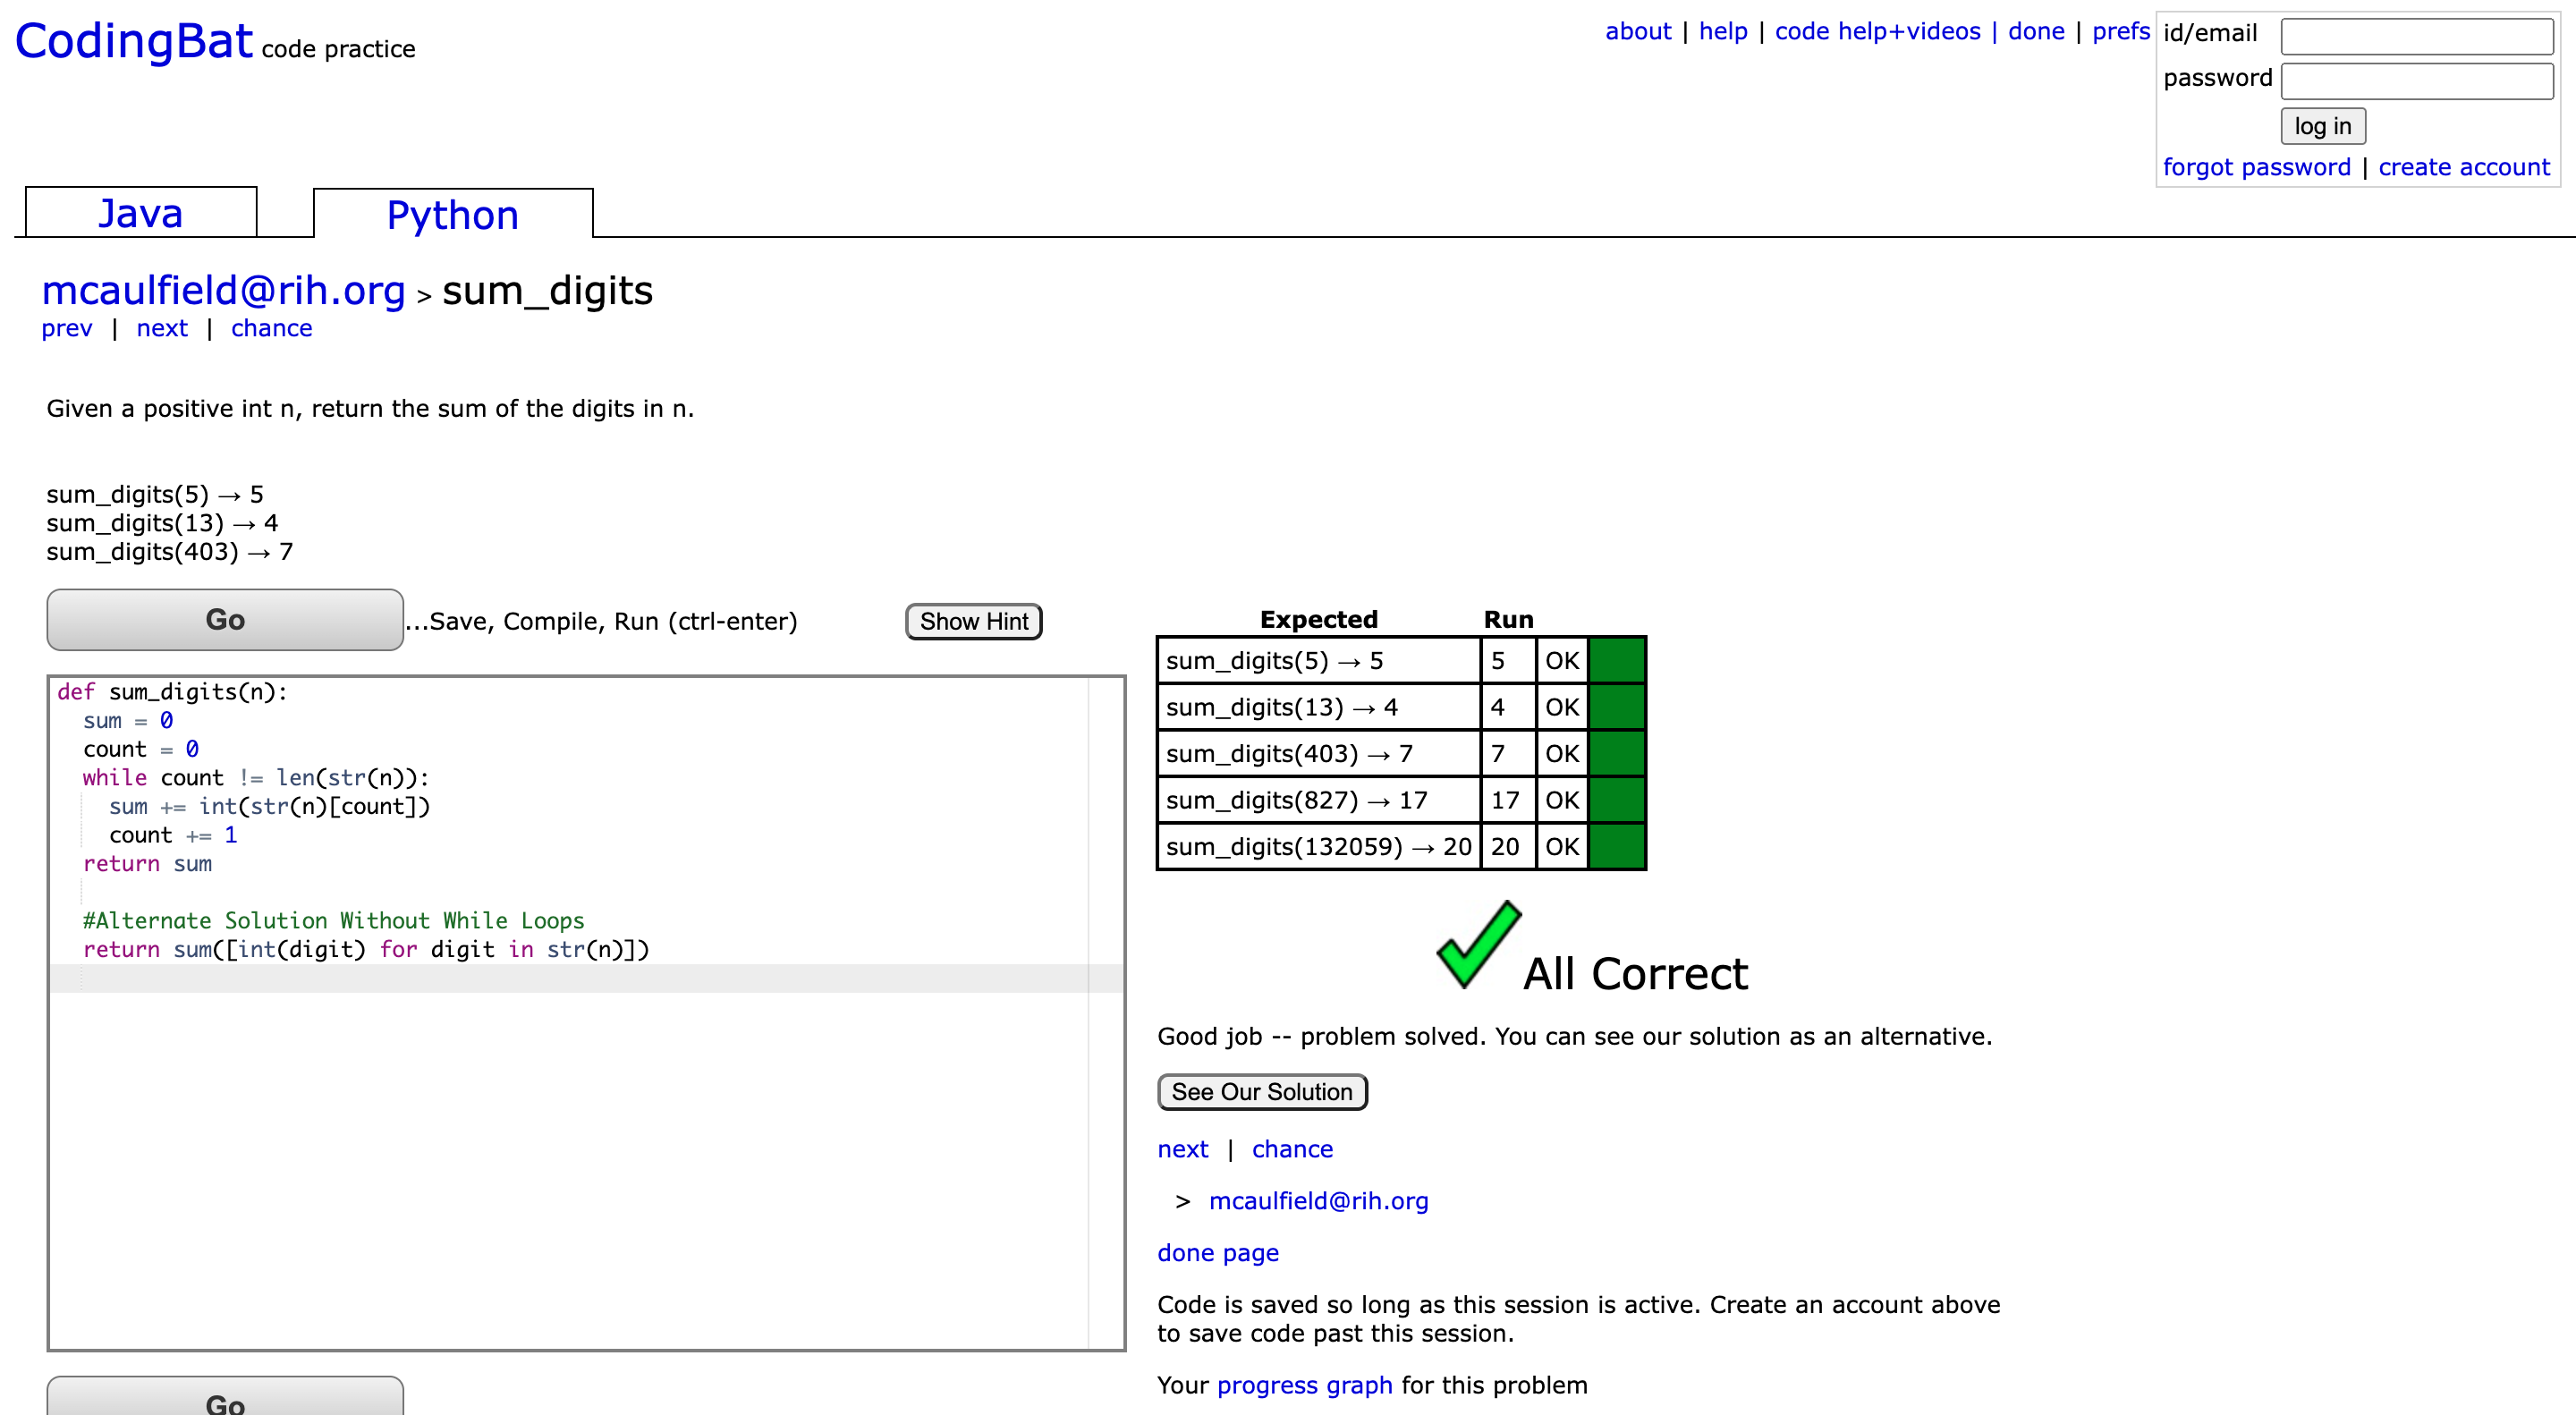 CodingBat code practice
about | help | code help+videos | done | prefs
id/email
password
log in
forgot password | create account
Java
Python
mcaulfield@rih.org > sum_digits
prev | next | chance
Given a positive int n, return the sum of the digits in n.
sum_digits(5) → 5
sum_digits(13) → 4
sum_digits(403) → 7
Go
...Save, Compile, Run (ctrl-enter)
Show Hint
def sum_digits(n):
  sum = 0
  count = 0
  while count != len(str(n)):
    sum += int(str(n)[count])
    count += 1
  return sum
  #Alternate Solution Without While Loops
  return sum([int(digit) for digit in str(n)])
Go
Expected Run
sum_digits(5) → 5 5 OK
sum_digits(13) → 4 4 OK
sum_digits(403) → 7 7 OK
sum_digits(827) → 17 17 OK
sum_digits(132059) → 20 20 OK
All Correct
Good job -- problem solved. You can see our solution as an alternative.
See Our Solution
next | chance
> mcaulfield@rih.org
done page
Code is saved so long as this session is active. Create an account above
to save code past this session.
Your progress graph for this problem